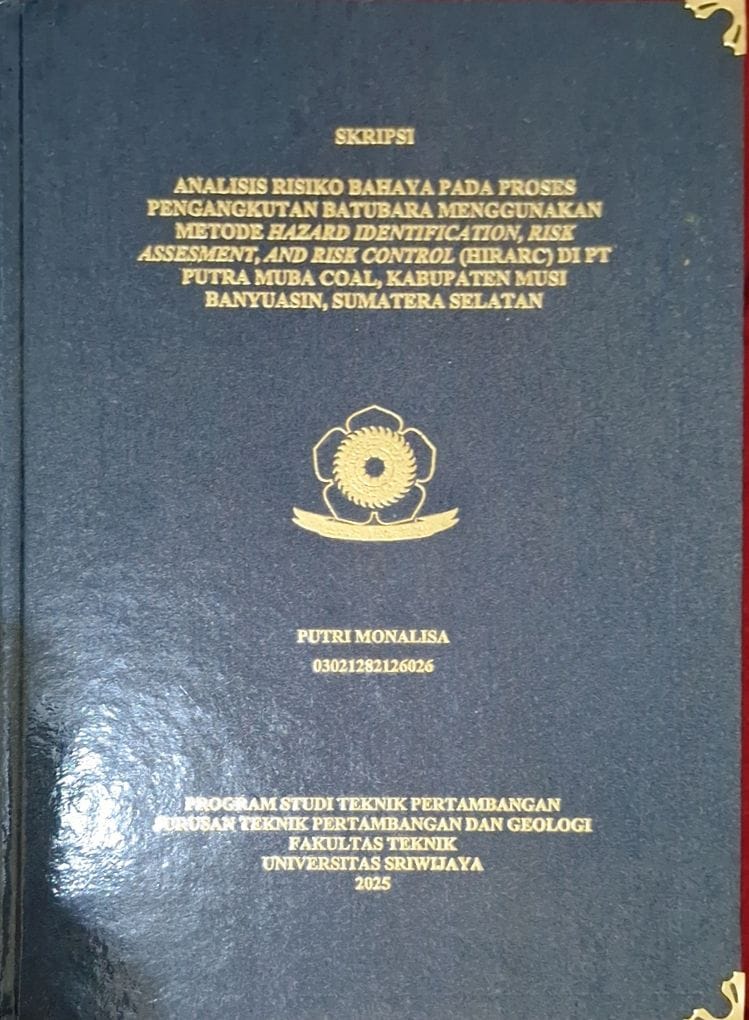 SKRIPSI
ANALISIS RISIKO BAHAYA PADA PROSES
PENGANGKUTAN BATUBARA MENGGUNAKAN
METODE HAZARD IDENTIFICATION, RISK
ASSESMENT, AND RISK CONTROL (HIRARC) DI PT
PUTRA MUBA COAL, KABUPATEN MUSI
BANYUASIN, SUMATERA SELATAN
PUTRI MONALISA
03021282126026
PROGRAM STUDI TEKNIK PERTAMBANGAN
JURUSAN TEKNIK PERTAMBANGAN DAN GEOLOGI
FAKULTAS TEKNIK
UNIVERSITAS SRIWIJAYA
2025